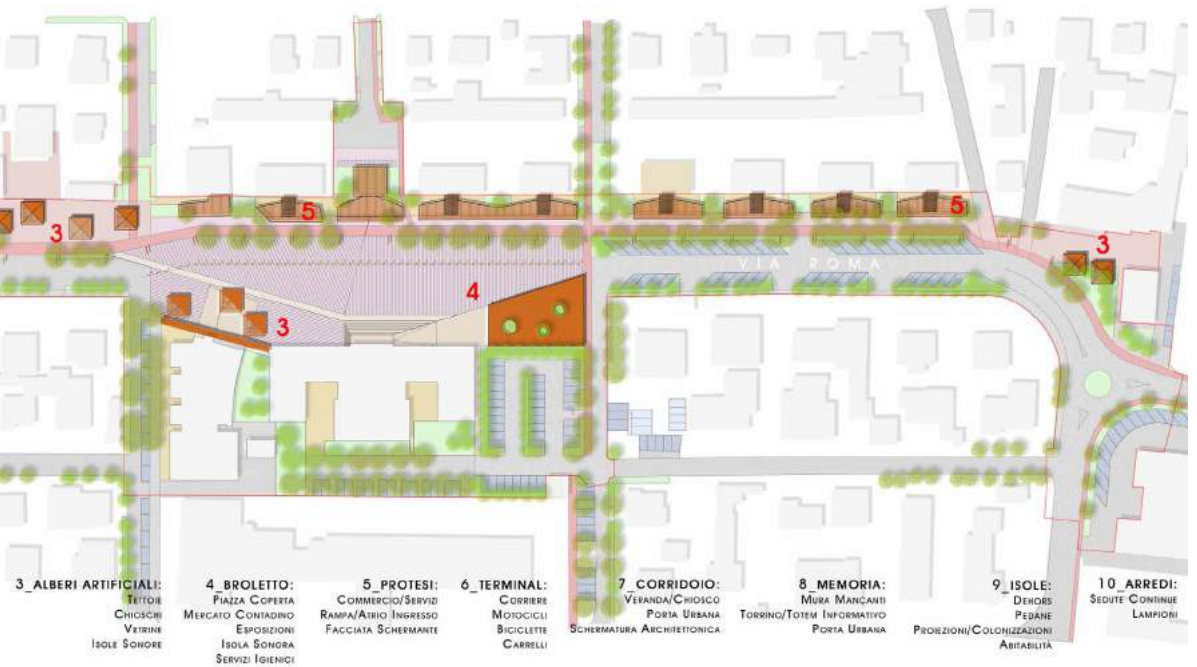 5
5
3
3
VIA ROMA
4
3
3_ALBERI ARTIFICIALI:
TETTOIE
CHIOSCHI
VETRINE
ISOLE SONORE
4_BROLETTO:
PIAZZA COPERTA
MERCATO CONTADINO
ESPOSIZIONI
ISOLA SONORA
SERVIZI IGIENICI
5_PROTESI:
COMMERCIO/SERVIZI
RAMPA/ATRIO INGRESSO
FACCIATA SCHERMANTE
6_TERMINAL:
CORRIERE
MOTOCICLI
BICICLETTE
CARRELLI
7_CORRIDOIO:
VERANDA/CHIOSCO
PORTA URBANA
SCHERMATURA ARCHITETTONICA
8_MEMORIA:
MURA MANCANTI
TORRINO/TOTEM INFORMATIVO
PORTA URBANA
9_ISOLE:
DEHORS
PEDANE
PROIEZIONI/COLONIZZAZIONI
ABITABILITÀ
10_ARREDI:
SEDUTE CONTINUE
LAMPIONI